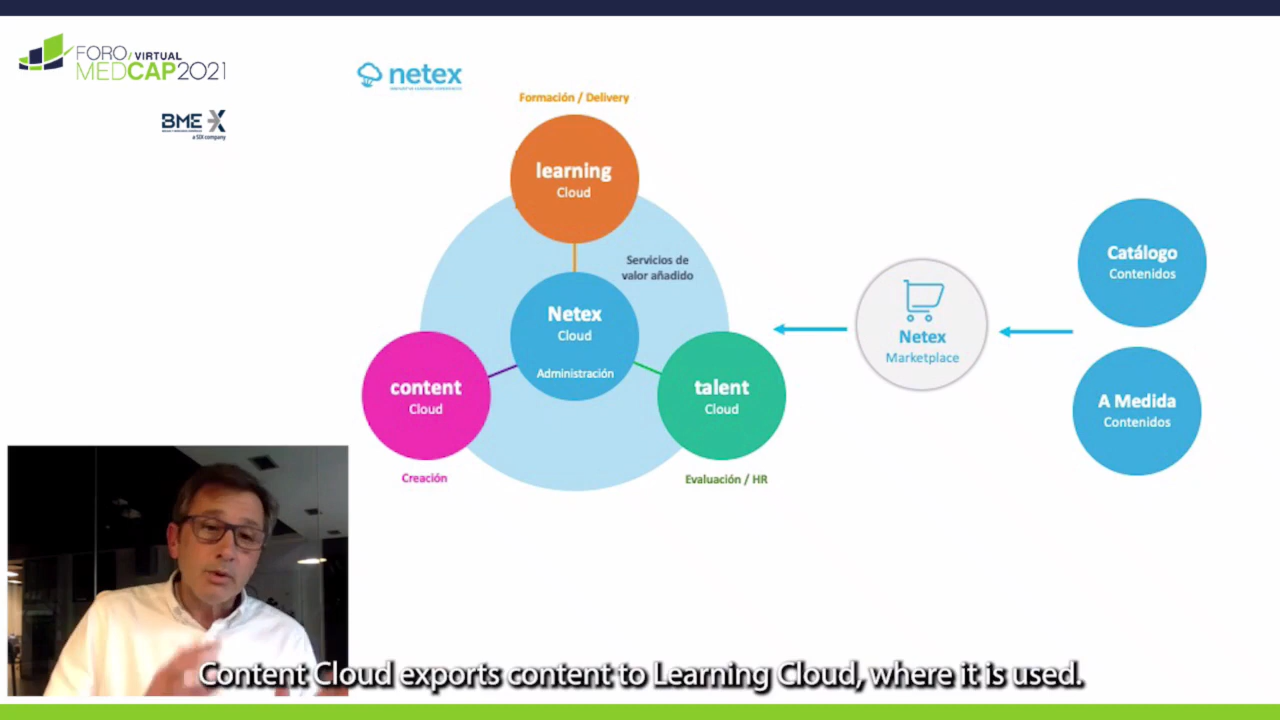 FORO / VIRTUAL
MEDCAP2021
BME X
a SIX company
netex
Formación / Delivery
learning
Cloud
Servicios de
valor añadido
Netex
Cloud
Administración
content
Cloud
talent
Cloud
Creación
Evaluación / HR
Netex
Marketplace
Catálogo
Contenidos
A Medida
Contenidos
Content Cloud exports content to Learning Cloud, where it is used.